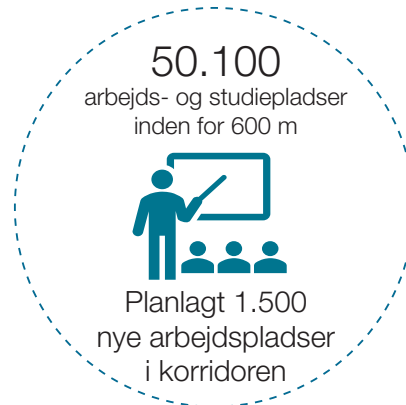 50.100
arbejds- og studiepladser
inden for 600 m
Planlagt 1.500
nye arbejdspladser
i korridoren